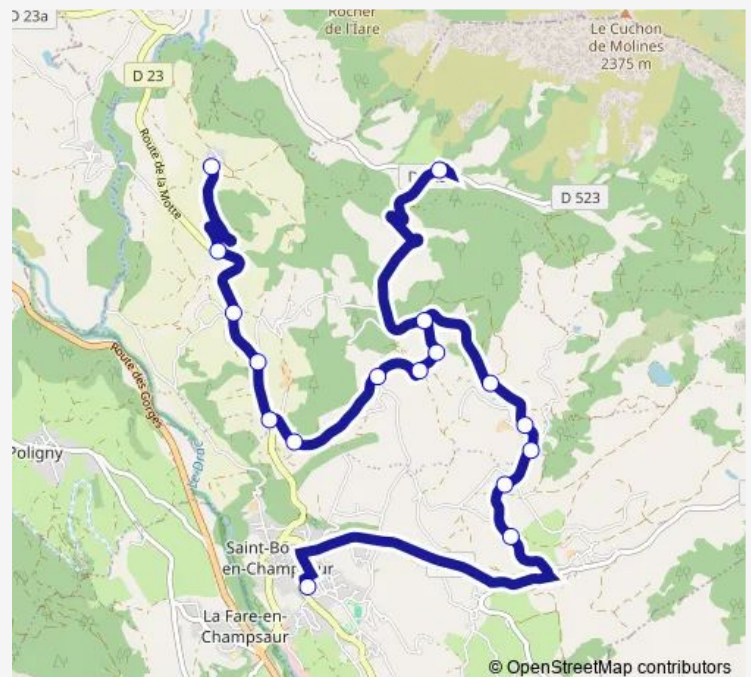 D 23a
Rocher
de l'Iare
Le Cuchon
de Molines
2375 m
D 23
Route de la Motte
D
D 523
Route des Gorges
Le Drac
Poligny
Saint-Bo
en-Champsaur
La Fare-en-
Champsaur
© OpenStreetMap contributors